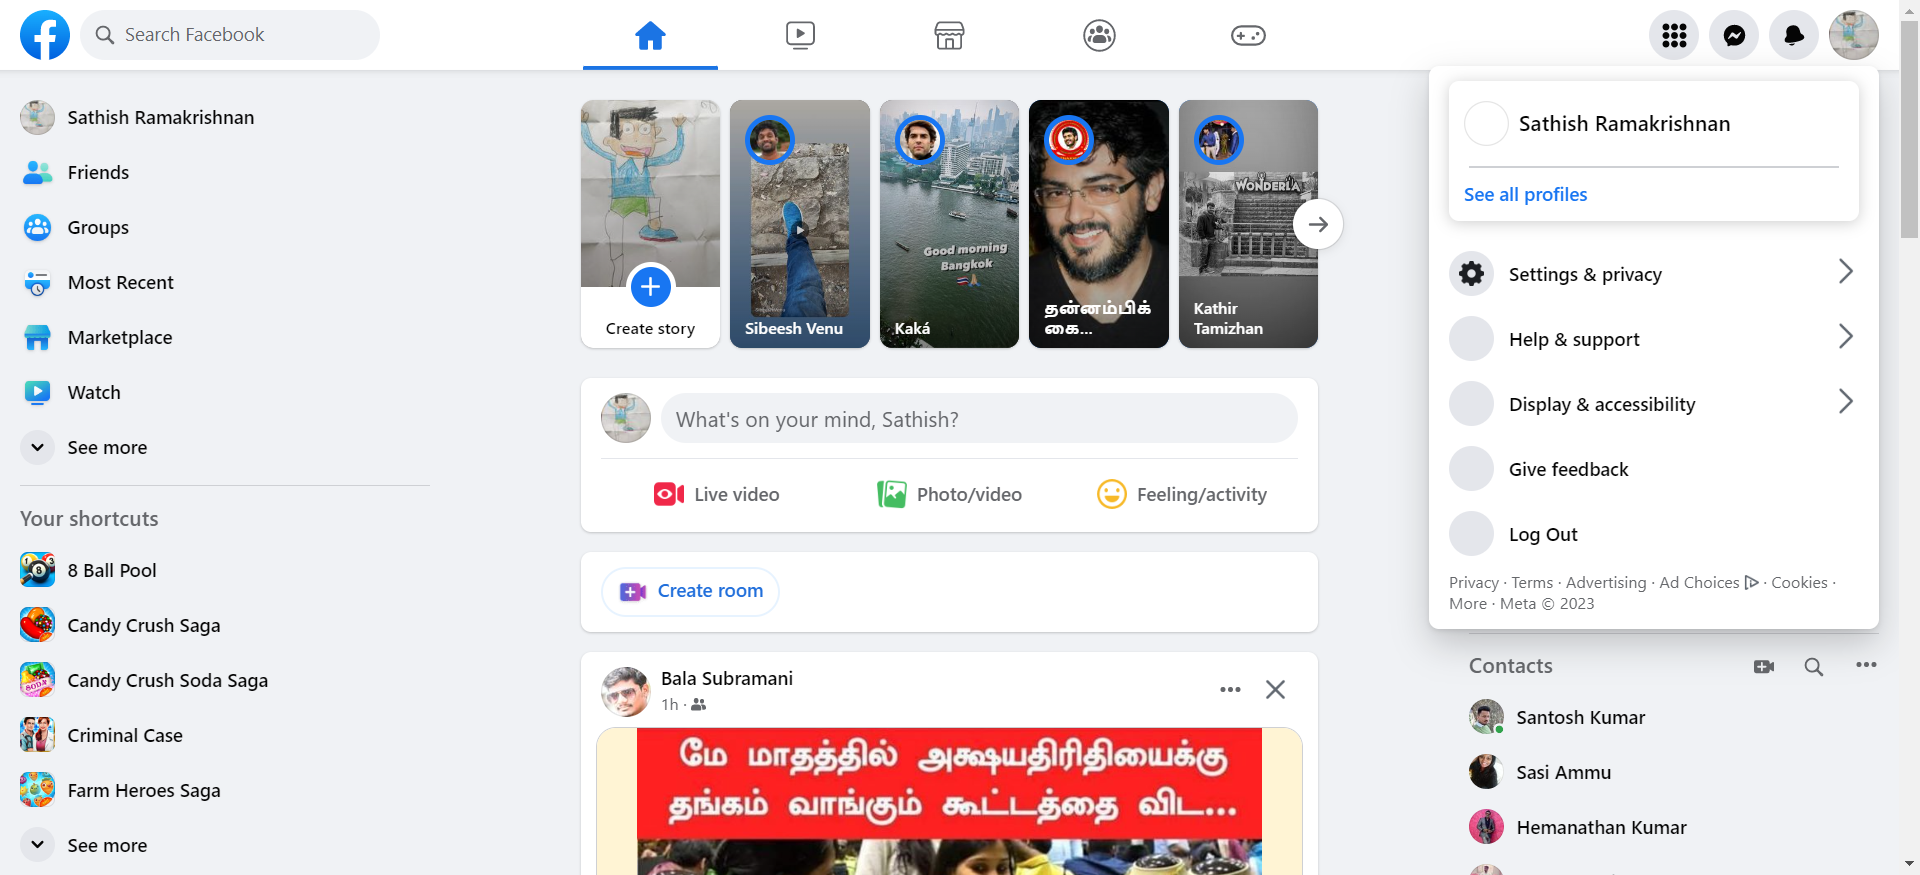 Search Facebook
Sathish Ramakrishnan
Friends
Groups
Most Recent
Marketplace
Watch
See more
Your shortcuts
8 Ball Pool
Candy Crush Saga
Candy Crush Soda Saga
Criminal Case
Farm Heroes Saga
See more
Create story
Sibeesh Venu
Good morning
Bangkok
Kaká
தன்னம்பிக்
கை...
WONDERLA
Kathir
Tamizhan
What's on your mind, Sathish?
Live video
Photo/video
Feeling/activity
Create room
Bala Subramani
1h ·
மே மாதத்தில் அக்ஷயதிரிதியைக்கு
தங்கம் வாங்கும் கூட்டத்தை விட...
Sathish Ramakrishnan
See all profiles
Settings & privacy
Help & support
Display & accessibility
Give feedback
Log Out
Privacy · Terms · Advertising · Ad Choices · Cookies ·
More · Meta © 2023
Contacts
Santosh Kumar
Sasi Ammu
Hemanathan Kumar